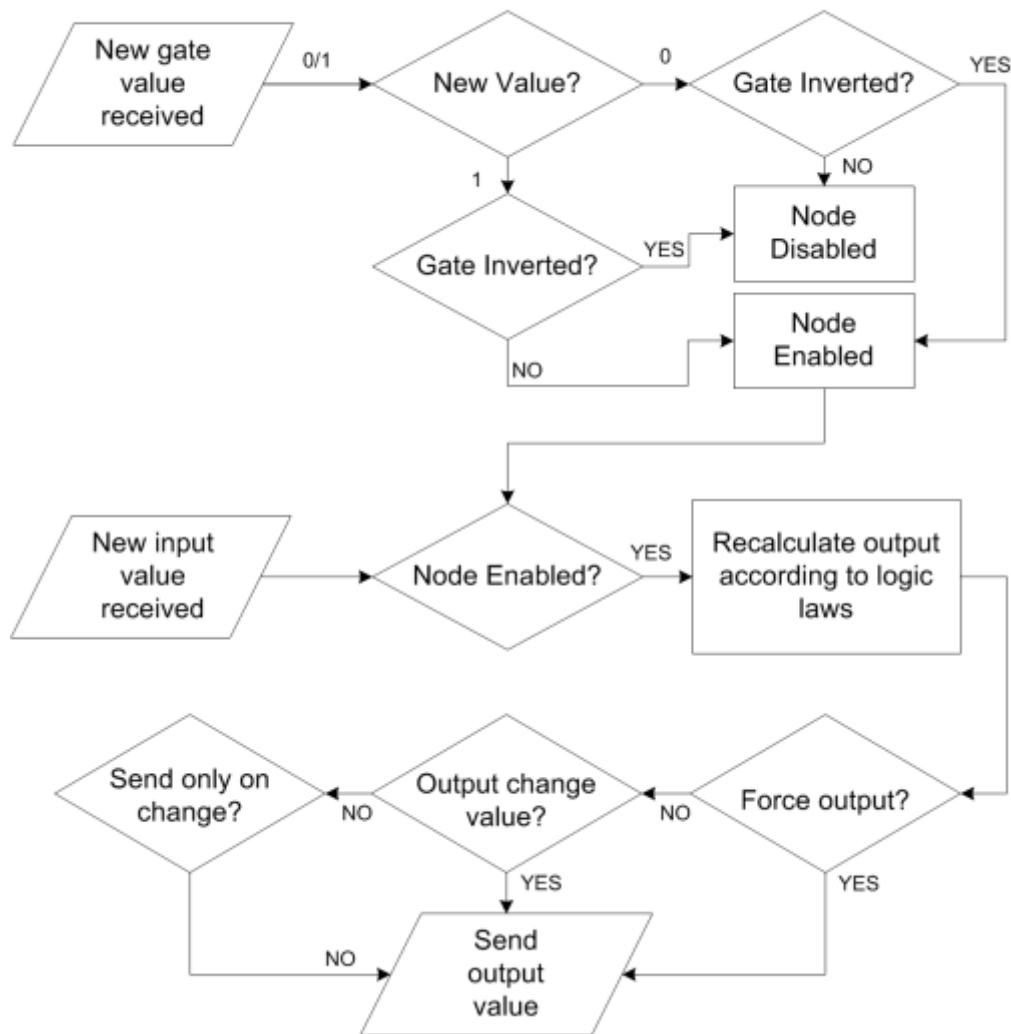 New gate
value
received
0/1
New Value?
0
Gate Inverted?
YES
NO
1
Node
Disabled
Gate Inverted?
YES
Node
Enabled
NO
New input
value
received
Node Enabled?
YES
Recalculate output
according to logic
laws
Send only on
change?
NO
Output change
value?
NO
Force output?
YES
YES
NO
Send
output
value